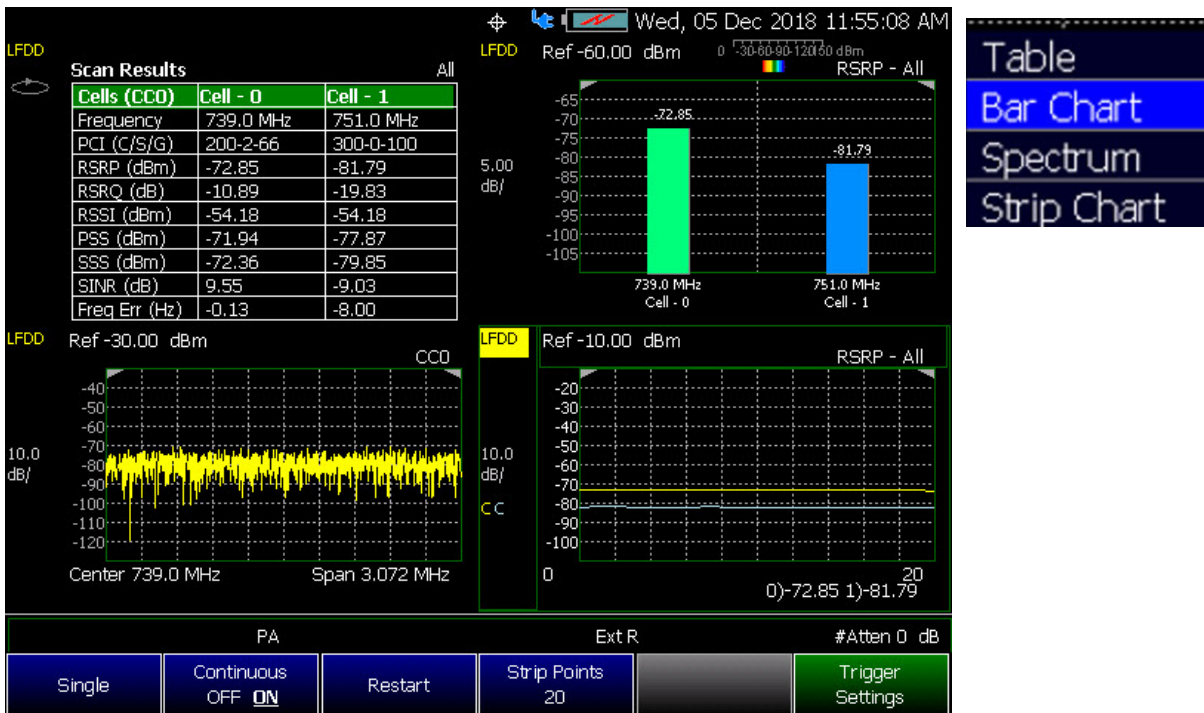 Wed, 05 Dec 2018 11:55:08 AM
LFDD
Scan Results All
Cells (CC0) Cell - 0 Cell - 1
Frequency 739.0 MHz 751.0 MHz
PCI (C/S/G) 200-2-66 300-0-100
RSRP (dBm) -72.85 -81.79
RSRQ (dB) -10.89 -19.83
RSSI (dBm) -54.18 -54.18
PSS (dBm) -71.94 -77.87
SSS (dBm) -72.36 -79.85
SINR (dB) 9.55 -9.03
Freq Err (Hz) -0.13 -8.00
LFDD Ref -60.00 dBm 0 -30-60-90-120150 dBm
RSRP - All
-65
-70
-75
-80
-85
-90
-95
-100
-105
5.00
dB/
-72.85
-81.79
739.0 MHz 751.0 MHz
Cell - 0 Cell - 1
LFDD Ref -30.00 dBm
CC0
-40
-50
-60
-70
-80
-90
-100
-110
-120
10.0
dB/
Center 739.0 MHz Span 3.072 MHz
LFDD Ref -10.00 dBm
RSRP - All
-20
-30
-40
-50
-60
-70
-80
-90
-100
10.0
dB/
C C
0 20
0)-72.85 1)-81.79
PA Ext R #Atten 0 dB
Single
Continuous
OFF ON
Restart
Strip Points
20
Trigger
Settings
Table
Bar Chart
Spectrum
Strip Chart